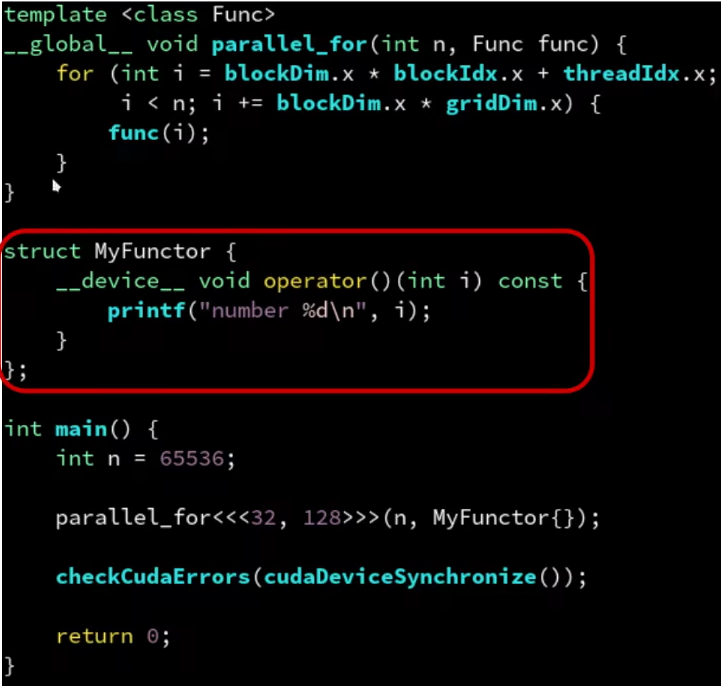 template <class Func>
__global__ void parallel_for(int n, Func func) {
    for (int i = blockDim.x * blockIdx.x + threadIdx.x;
         i < n; i += blockDim.x * gridDim.x) {
        func(i);
    }
}

struct MyFunctor {
    __device__ void operator()(int i) const {
        printf("number %d\n", i);
    }
};

int main() {
    int n = 65536;

    parallel_for<<<32, 128>>>(n, MyFunctor{});

    checkCudaErrors(cudaDeviceSynchronize());

    return 0;
}